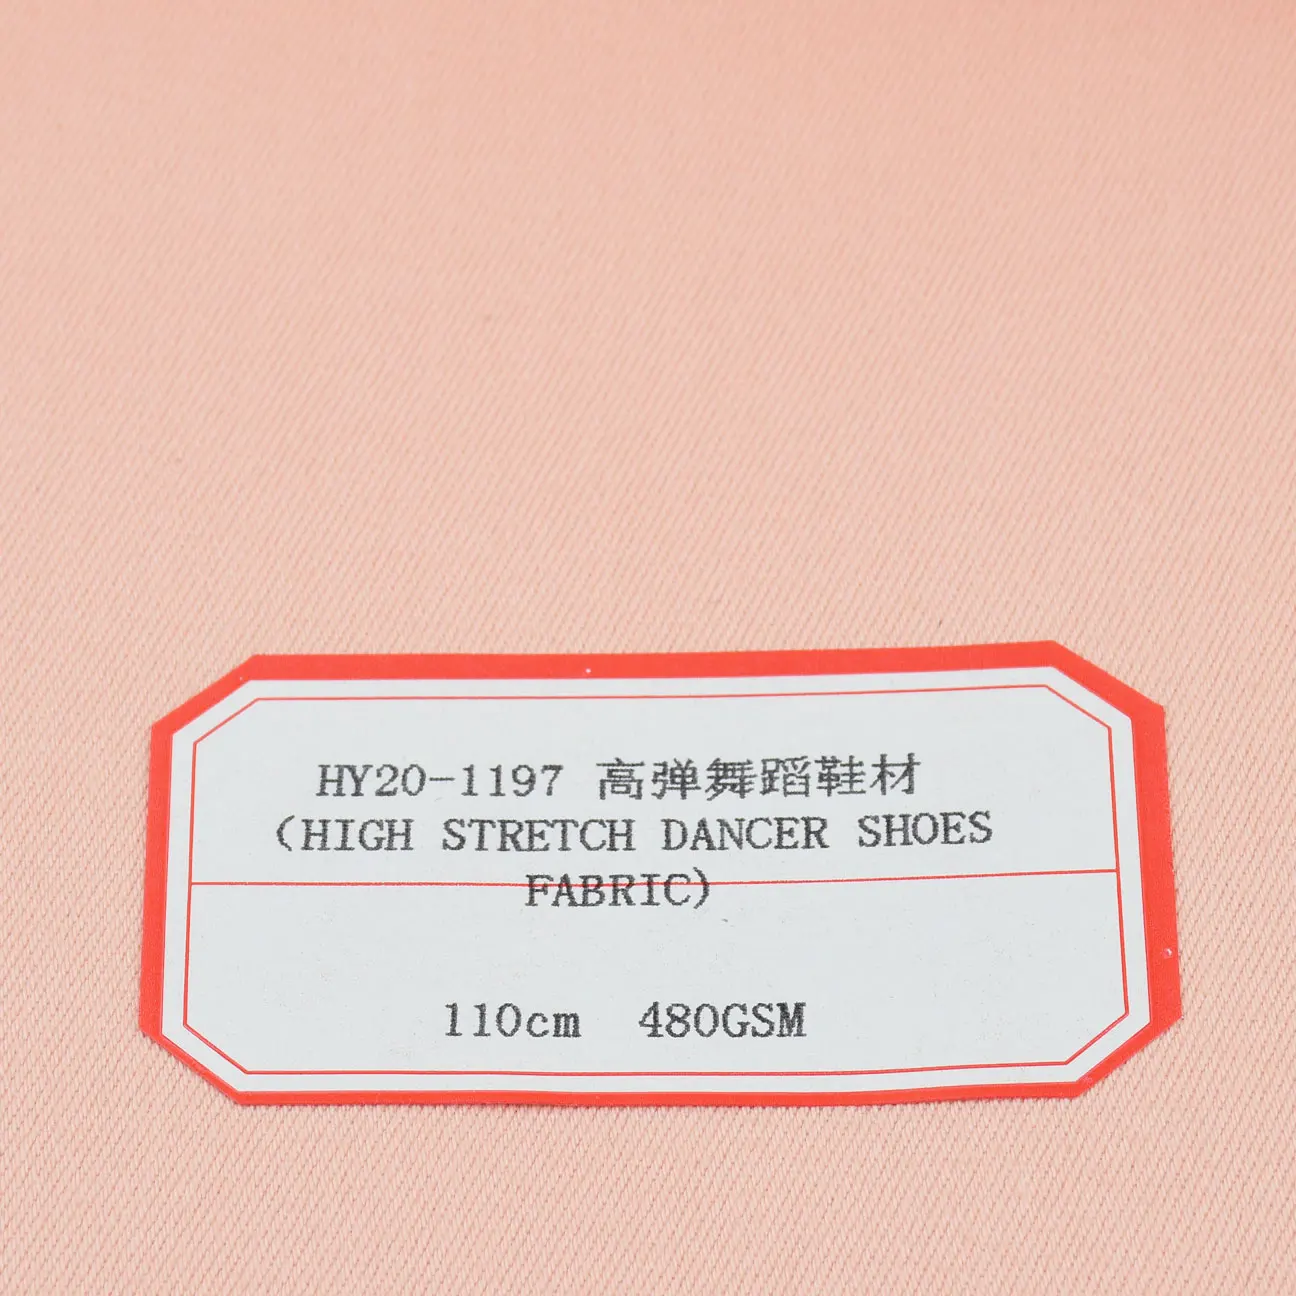 HY20-1197 高弹舞蹈鞋材
(HIGH STRETCH DANCER SHOES
FABRIC)
110cm 480GSM